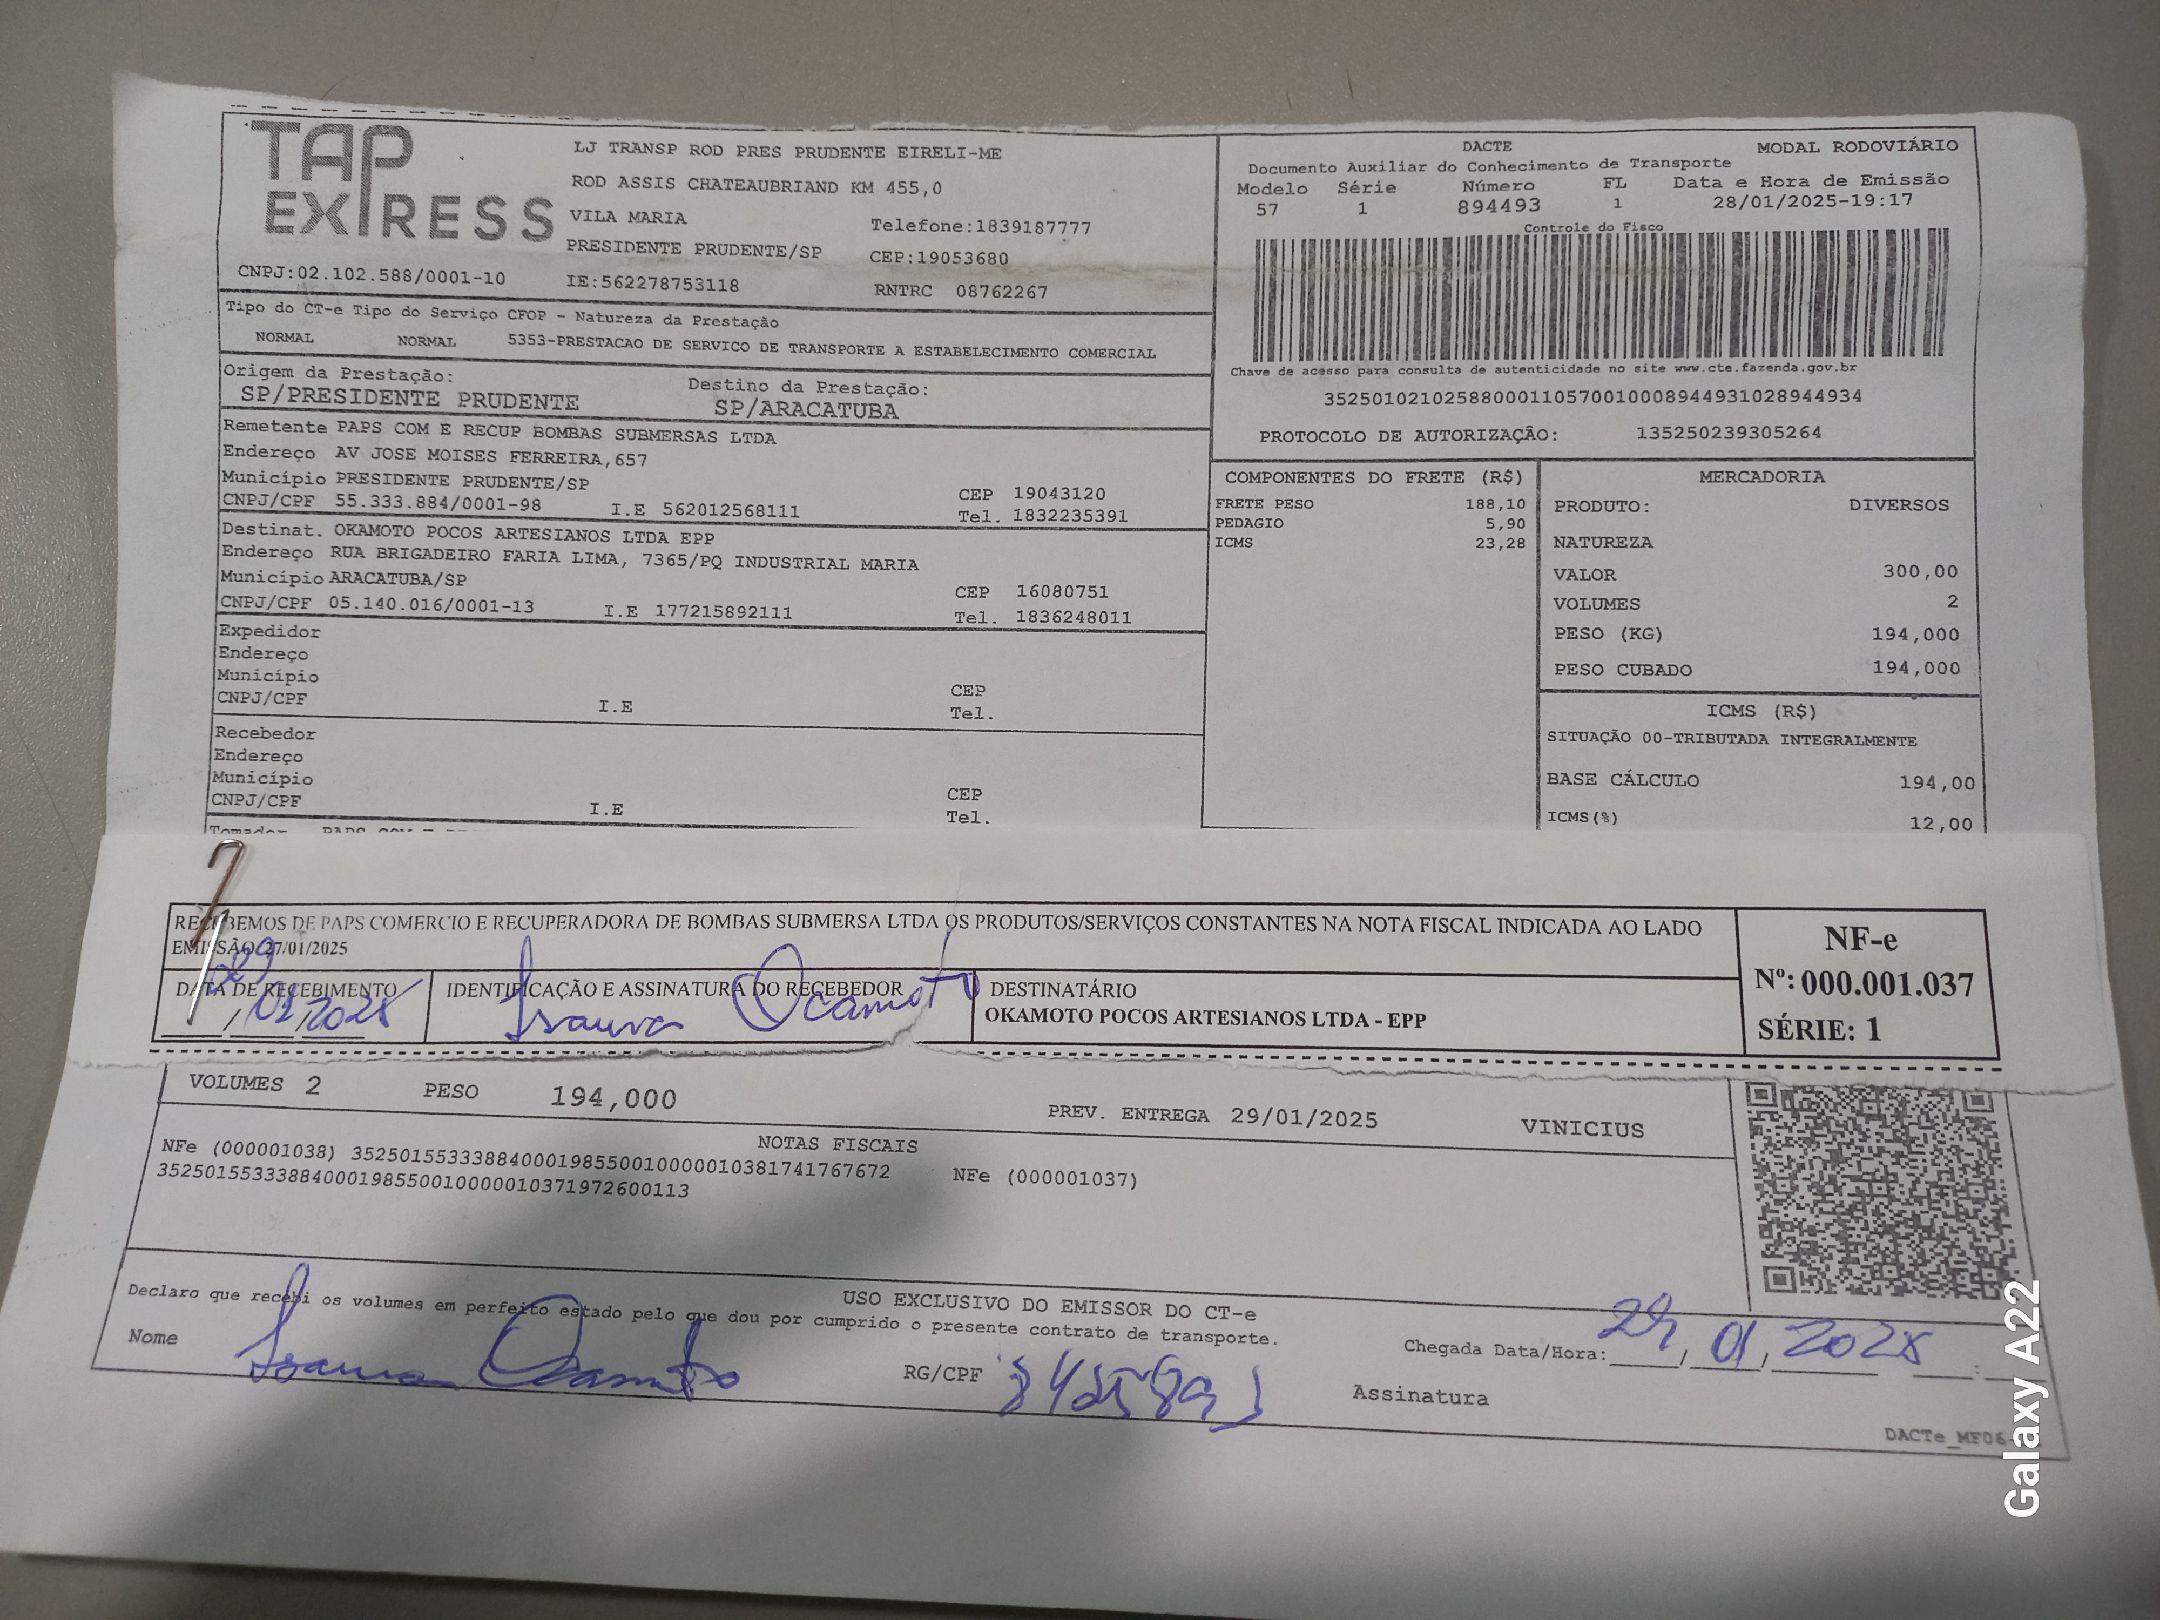 TAP EXPRESS
LJ TRANSP ROD PRES PRUDENTE EIRELI-ME
ROD ASSIS CHATEAUBRIAND KM 455,0
VILA MARIA Telefone:1839187777
PRESIDENTE PRUDENTE/SP CEP:19053680
CNPJ:02.102.588/0001-10 IE:562278753118 RNTRC 08762267
Tipo do CT-e Tipo do Serviço CFOP - Natureza da Prestação
NORMAL NORMAL 5353-PRESTACAO DE SERVICO DE TRANSPORTE A ESTABELECIMENTO COMERCIAL
Origem da Prestação: Destino da Prestação:
SP/PRESIDENTE PRUDENTE SP/ARACATUBA
Remetente PAPS COM E RECUP BOMBAS SUBMERSAS LTDA
Endereço AV JOSE MOISES FERREIRA,657
Município PRESIDENTE PRUDENTE/SP CEP 19043120
CNPJ/CPF 55.333.884/0001-98 I.E 562012568111 Tel. 1832235391
Destinat. OKAMOTO POCOS ARTESIANOS LTDA EPP
Endereço RUA BRIGADEIRO FARIA LIMA, 7365/PQ INDUSTRIAL MARIA
Município ARACATUBA/SP CEP 16080751
CNPJ/CPF 05.140.016/0001-13 I.E 177215892111 Tel. 1836248011
Expedidor
Endereço
Município CEP
CNPJ/CPF I.E Tel.
Recebedor
Endereço
Município CEP
CNPJ/CPF I.E Tel.
DACTE MODAL RODOVIÁRIO
Documento Auxiliar do Conhecimento de Transporte
Modelo Série Número FL Data e Hora de Emissão
57 1 894493 1 28/01/2025-19:17
Controle do Fisco
Chave de acesso para consulta de autenticidade no site www.cte.fazenda.gov.br
35250102102588000110570010008944931028944934
PROTOCOLO DE AUTORIZAÇÃO: 135250239305264
COMPONENTES DO FRETE (R$)
FRETE PESO 188,10
PEDAGIO 5,90
ICMS 23,28
MERCADORIA
PRODUTO: DIVERSOS
NATUREZA
VALOR 300,00
VOLUMES 2
PESO (KG) 194,000
PESO CUBADO 194,000
ICMS (R$)
SITUAÇÃO 00-TRIBUTADA INTEGRALMENTE
BASE CÁLCULO 194,00
ICMS(%) 12,00
RECEBEMOS DE PAPS COMERCIO E RECUPERADORA DE BOMBAS SUBMERSA LTDA OS PRODUTOS/SERVIÇOS CONSTANTES NA NOTA FISCAL INDICADA AO LADO
EMISSÃO 27/01/2025
DATA DE RECEBIMENTO IDENTIFICAÇÃO E ASSINATURA DO RECEBEDOR DESTINATÁRIO
29/01/2025 Isaura Ocamoto OKAMOTO POCOS ARTESIANOS LTDA - EPP
NF-e
Nº: 000.001.037
SÉRIE: 1
VOLUMES 2 PESO 194,000 PREV. ENTREGA 29/01/2025 VINICIUS
NOTAS FISCAIS
NFe (000001038) 35250155333884000198550010000010381741767672 NFe (000001037)
35250155333884000198550010000010371972600113
USO EXCLUSIVO DO EMISSOR DO CT-e
Declaro que recebi os volumes em perfeito estado pelo que dou por cumprido o presente contrato de transporte.
Nome Isaura Ocamoto RG/CPF Chegada Data/Hora: 29/01/2025 :
Assinatura
DACTe_MF06
Galaxy A22